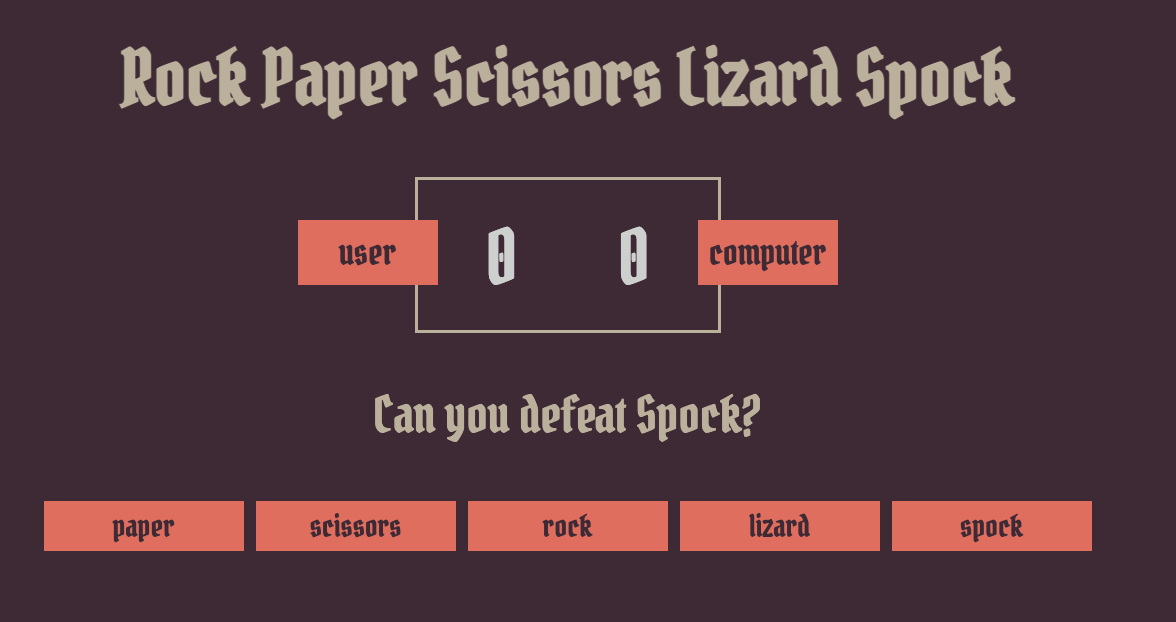 Rock Paper Scissors Lizard Spock
user 0 0 computer
Can you defeat Spock?
paper scissors rock lizard spock